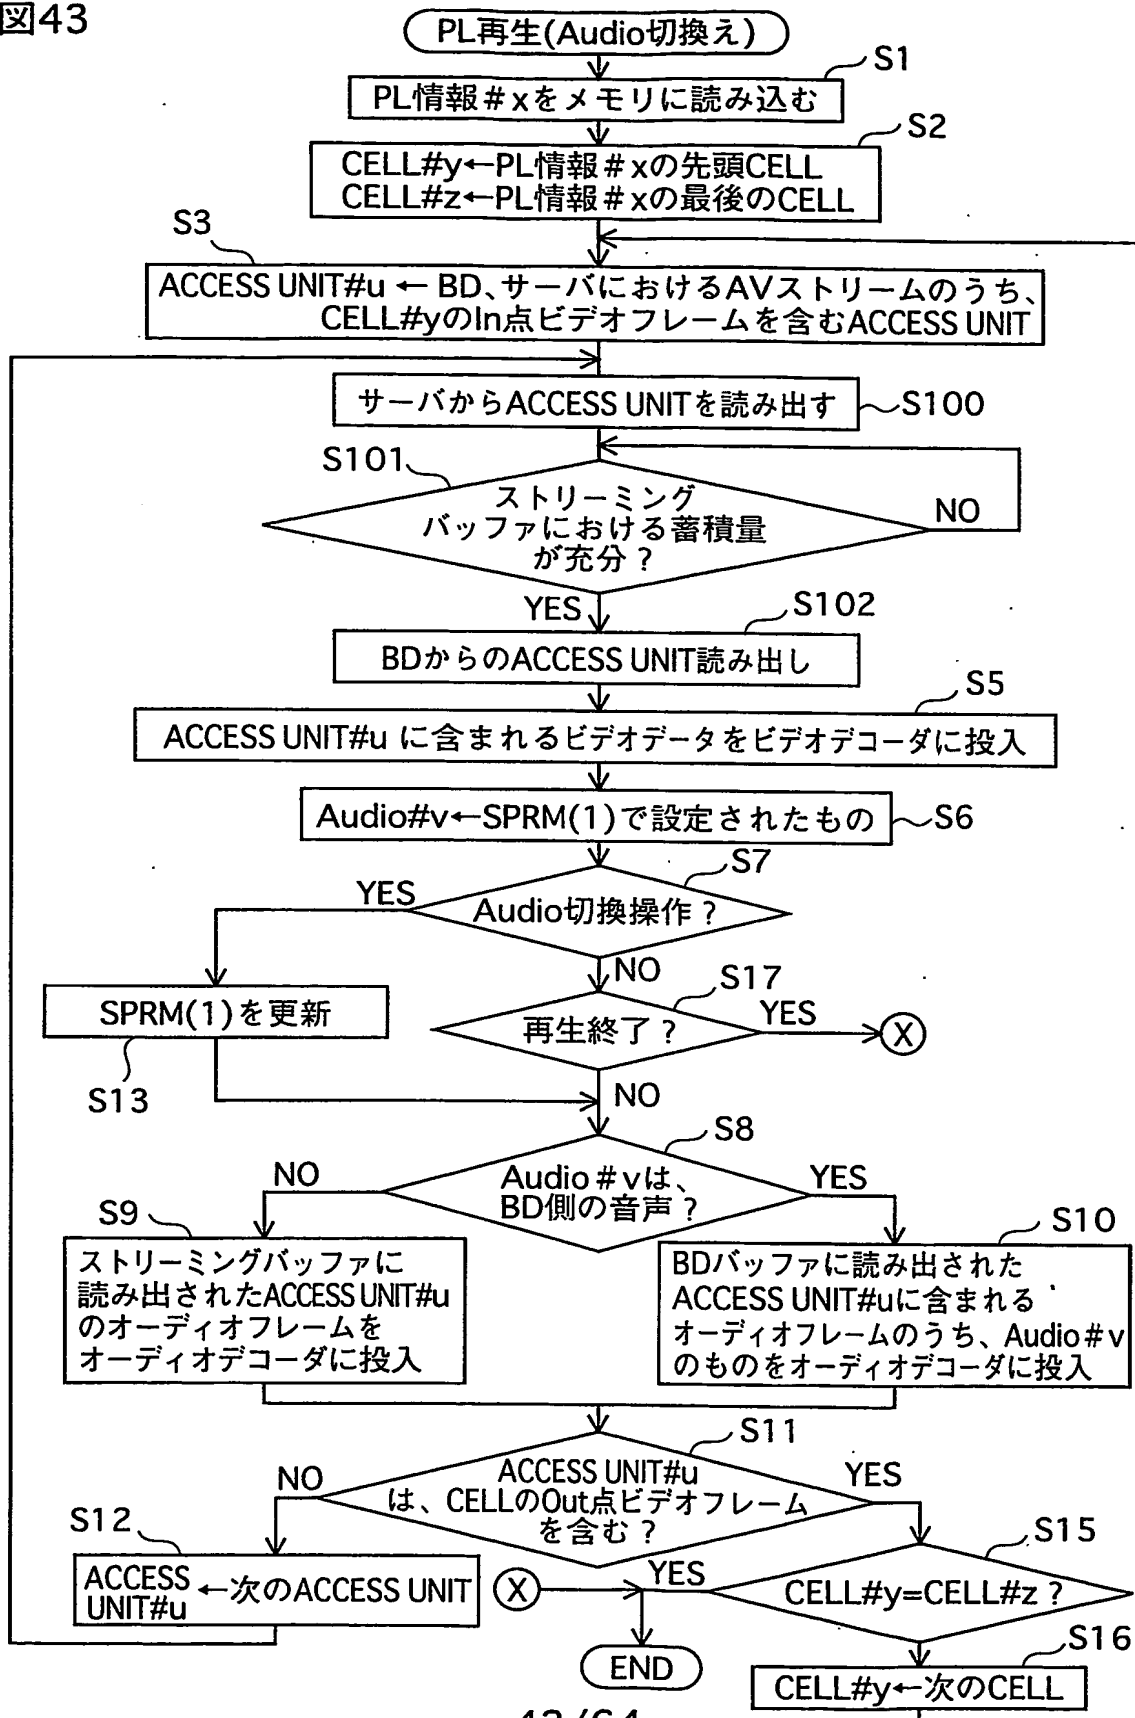 図43
PL再生(Audio切換え)
S1
PL情報#xをメモリに読み込む
S2
CELL#y←PL情報#xの先頭CELL
CELL#z←PL情報#xの最後のCELL
S3
ACCESS UNIT#u ← BD、サーバにおけるAVストリームのうち、
CELL#yのIn点ビデオフレームを含むACCESS UNIT
サーバからACCESS UNITを読み出す
S100
S101
ストリーミング
バッファにおける蓄積量
が充分?
NO
YES
S102
BDからのACCESS UNIT読み出し
S5
ACCESS UNIT#u に含まれるビデオデータをビデオデコーダに投入
Audio#v←SPRM(1)で設定されたもの
S6
S7
YES
Audio切換操作?
NO
S17
SPRM(1)を更新
再生終了?
YES
X
S13
NO
S8
NO
Audio#vは、
BD側の音声?
YES
S9
ストリーミングバッファに
読み出されたACCESS UNIT#u
のオーディオフレームを
オーディオデコーダに投入
S10
BDバッファに読み出された
ACCESS UNIT#uに含まれる
オーディオフレームのうち、Audio#v
のものをオーディオデコーダに投入
S11
NO
ACCESS UNIT#u
は、CELLのOut点ビデオフレーム
を含む?
YES
S12
ACCESS
UNIT#u
←次のACCESS UNIT
X
YES
S15
CELL#y=CELL#z?
END
S16
CELL#y←次のCELL